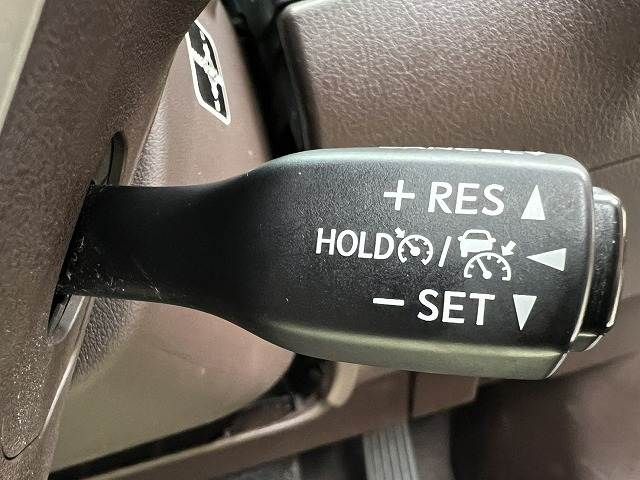 + RES
HOLD /
− SET